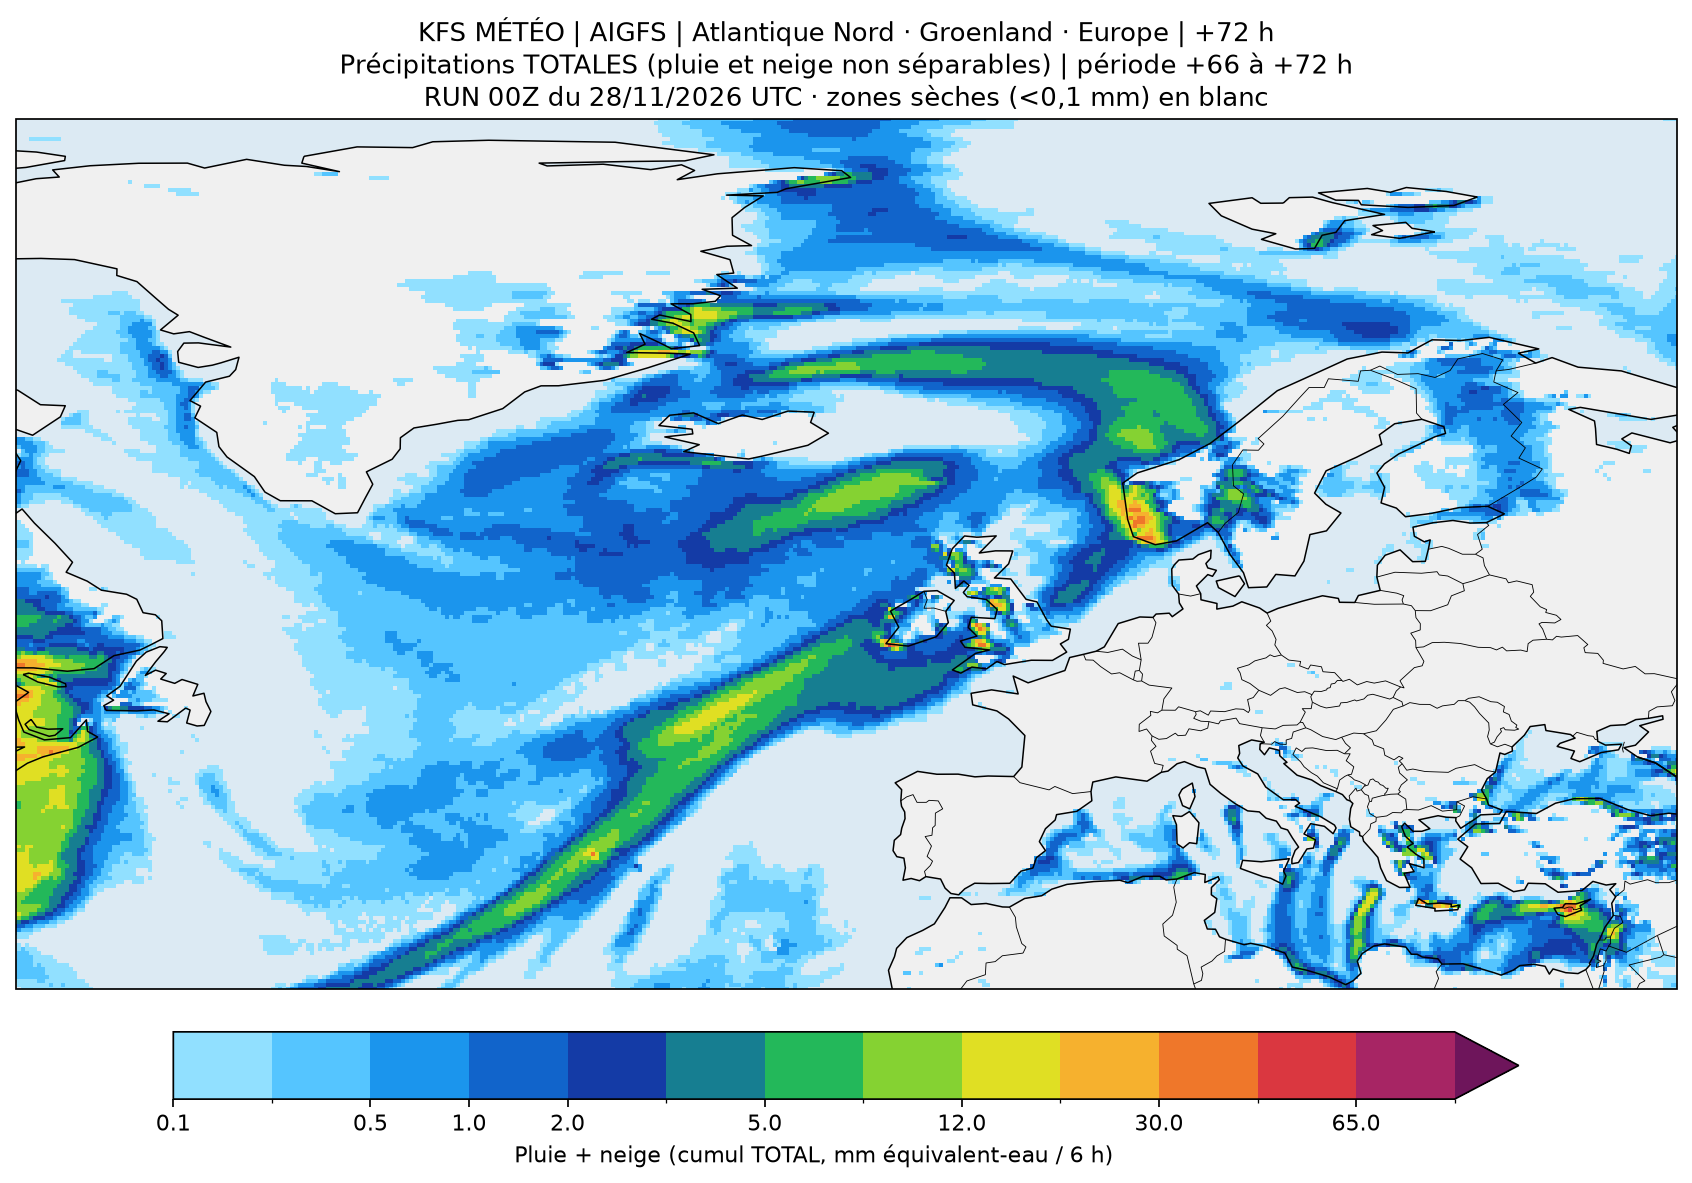 KFS MÉTÉO | AIGFS | Atlantique Nord · Groenland · Europe | +72 h
Précipitations TOTALES (pluie et neige non séparables) | période +66 à +72 h
RUN 00Z du 28/11/2026 UTC · zones sèches (<0,1 mm) en blanc
0.1 0.5 1.0 2.0 5.0 12.0 30.0 65.0
Pluie + neige (cumul TOTAL, mm équivalent-eau / 6 h)